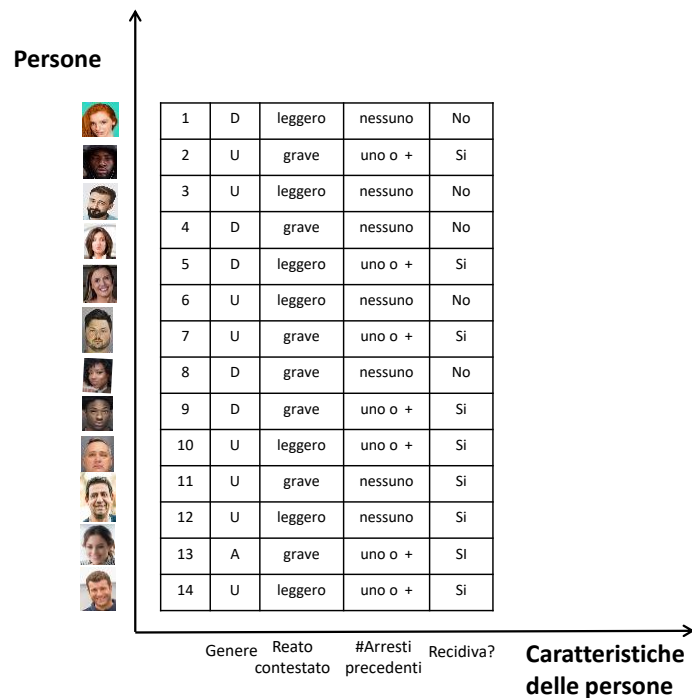 Persone
1 D leggero nessuno No
2 U grave uno o + Si
3 U leggero nessuno No
4 D grave nessuno No
5 D leggero uno o + Si
6 U leggero nessuno No
7 U grave uno o + Si
8 D grave nessuno No
9 D grave uno o + Si
10 U leggero uno o + Si
11 U grave nessuno Si
12 U leggero nessuno Si
13 A grave uno o + SI
14 U leggero uno o + Si
Genere Reato contestato #Arresti precedenti Recidiva?
Caratteristiche
delle persone